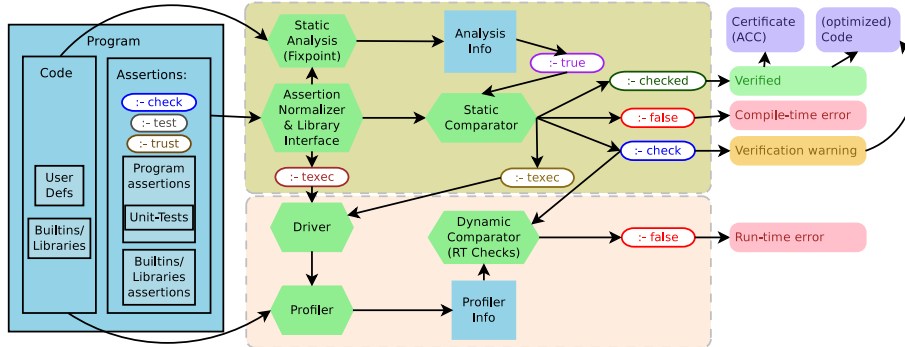 Program
Code
User
Defs
Builtins/
Libraries
Assertions:
:- check
:- test
:- trust
Program
assertions
Unit-Tests
Builtins/
Libraries
assertions
Static
Analysis
(Fixpoint)
Analysis
Info
:- true
Assertion
Normalizer
& Library
Interface
Static
Comparator
:- checked
:- false
:- check
:- texec
:- texec
Certificate
(ACC)
(optimized)
Code
Verified
Compile-time error
Verification warning
Driver
Dynamic
Comparator
(RT Checks)
:- false
Run-time error
Profiler
Profiler
Info